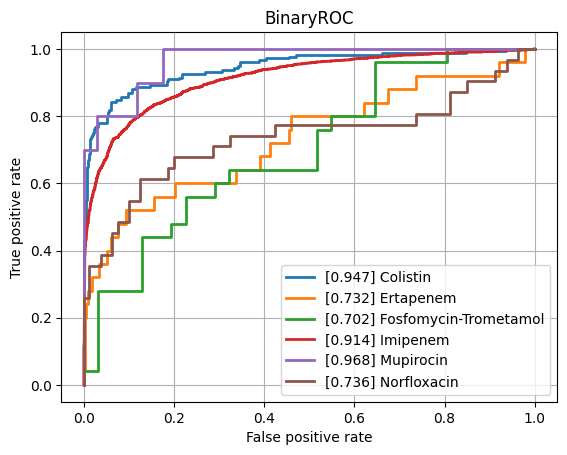 BinaryROC
True positive rate
1.0
0.8
0.6
0.4
0.2
0.0
[0.947] Colistin
[0.732] Ertapenem
[0.702] Fosfomycin-Trometamol
[0.914] Imipenem
[0.968] Mupirocin
[0.736] Norfloxacin
0.0 0.2 0.4 0.6 0.8 1.0
False positive rate